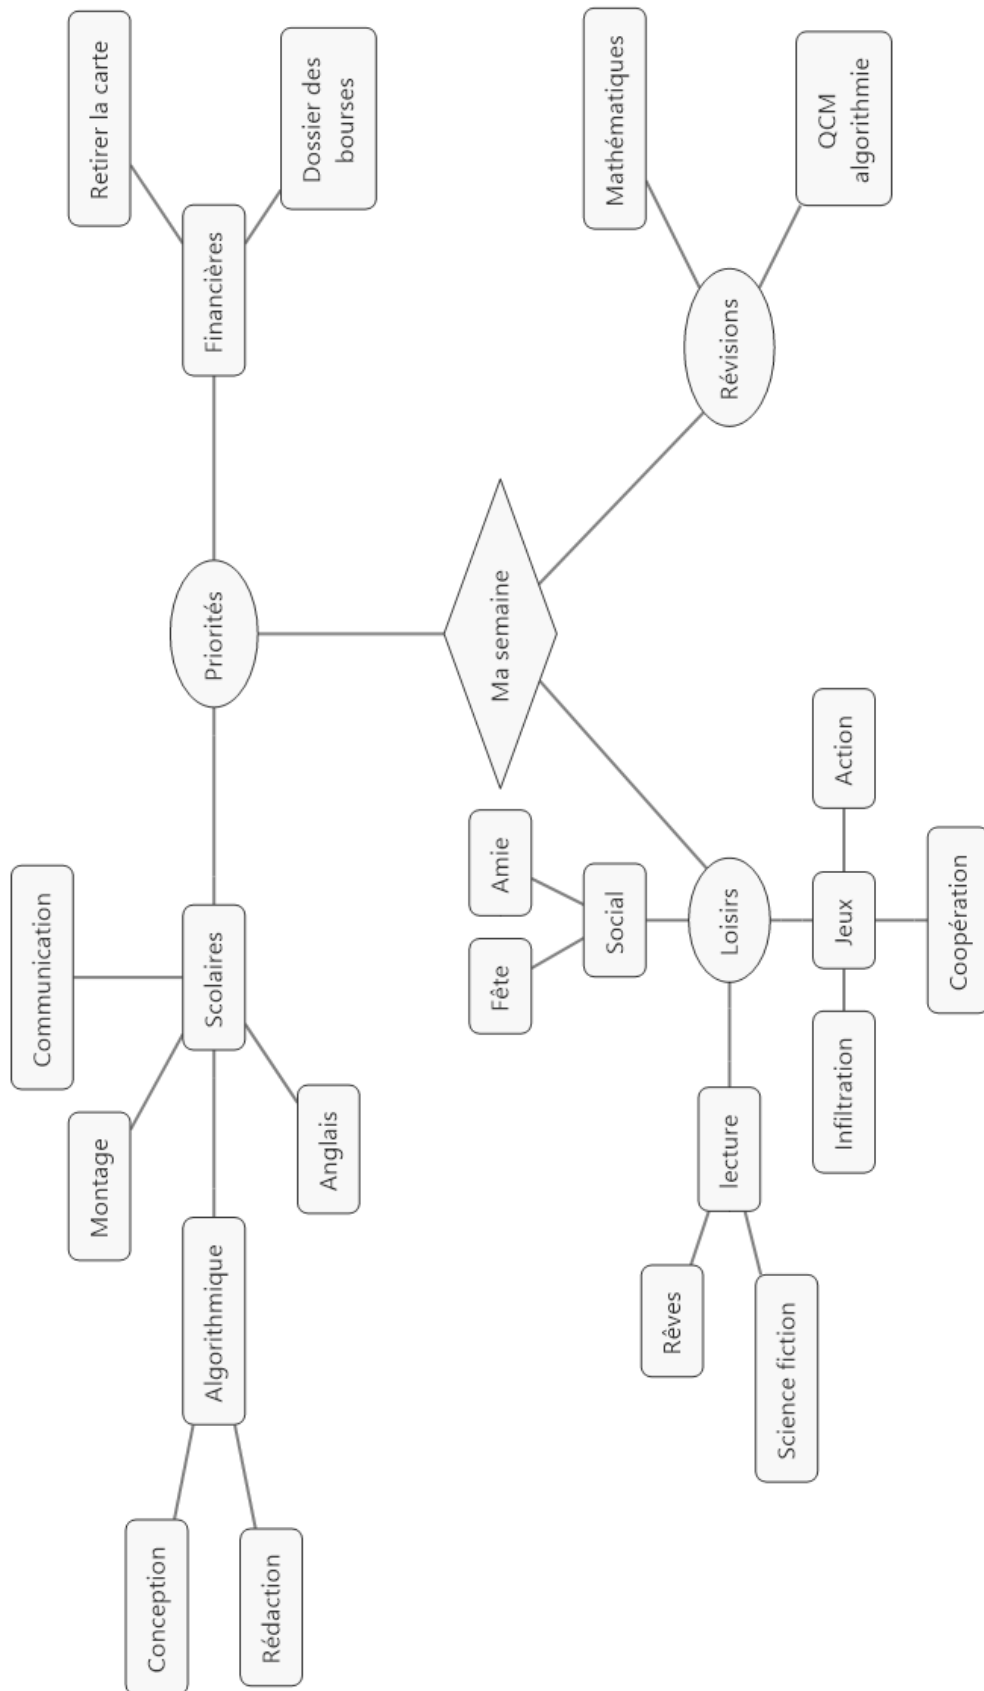 Conception
Rédaction
Algorithmique
Montage
Communication
Anglais
Scolaires
Priorités
Financières
Retirer la carte
Dossier des
bourses
Ma semaine
Révisions
Mathématiques
QCM
algorithmie
Loisirs
Social
Fête
Amie
lecture
Rêves
Science fiction
Jeux
Infiltration
Action
Coopération